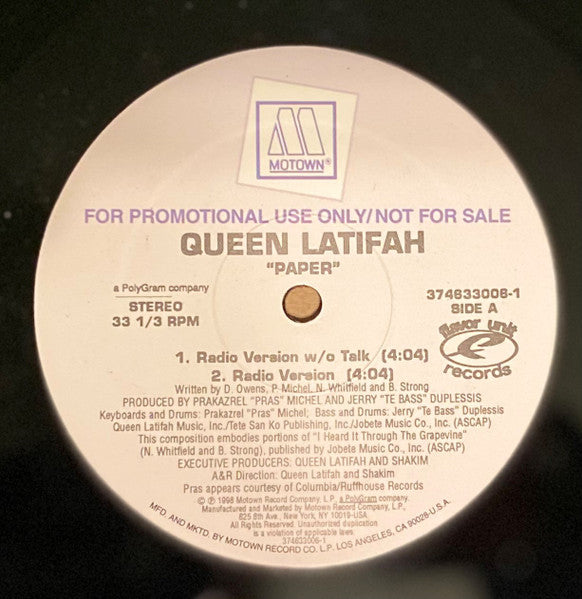 MOTOWN®
FOR PROMOTIONAL USE ONLY/NOT FOR SALE
QUEEN LATIFAH
"PAPER"
a PolyGram company
STEREO
33 1/3 RPM
374633006-1
SIDE A
flavor unit
records
1. Radio Version w/o Talk (4:04)
2. Radio Version (4:04)
Written by D. Owens, P. Michel, N. Whitfield and B. Strong
PRODUCED BY PRAKAZREL "PRAS" MICHEL AND JERRY "TE BASS" DUPLESSIS
Keyboards and Drums: Prakazrel "Pras" Michel; Bass and Drums: Jerry "Te Bass" Duplessis
Queen Latifah Music, Inc./Tete San Ko Publishing, Inc./Jobete Music Co., Inc. (ASCAP)
This composition embodies portions of "I Heard It Through The Grapevine"
(N. Whitfield and B. Strong), published by Jobete Music Co., Inc. (ASCAP)
EXECUTIVE PRODUCERS: QUEEN LATIFAH AND SHAKIM
A&R Direction: Queen Latifah and Shakim
Pras appears courtesy of Columbia/Ruffhouse Records
© ℗ 1998 Motown Record Company, L.P., a PolyGram company.
Manufactured and Marketed by Motown Record Company, L.P.,
825 8th Ave., New York, NY 10019-USA
All Rights Reserved. Unauthorized duplication
is a violation of applicable laws.
374633006-1
MFD. AND MKTD. BY MOTOWN RECORD CO. L.P. LOS ANGELES, CA 90028-U.S.A.